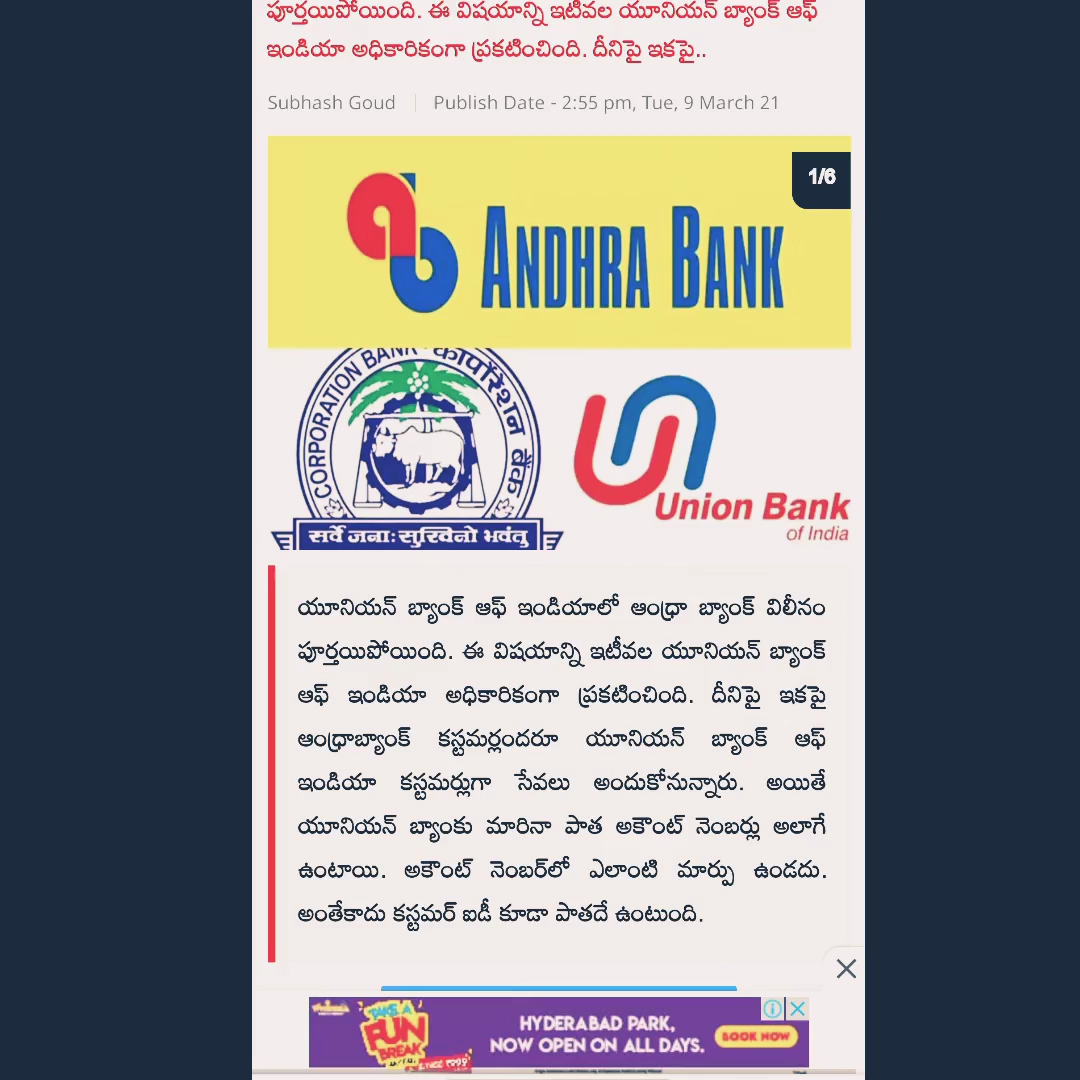 పూర్తయిపోయింది. ఈ విషయాన్ని ఇటీవల యూనియన్ బ్యాంక్ ఆఫ్
ఇండియా అధికారికంగా ప్రకటించింది. దీనిపై ఇకపై..
Subhash Goud | Publish Date - 2:55 pm, Tue, 9 March 21
1/6
ANDHRA BANK
CORPORATION BANK कार्पोरेशन बैंक
सर्वे जनाः सुखिनो भवंतु
Union Bank
of India
యూనియన్ బ్యాంక్ ఆఫ్ ఇండియాలో ఆంధ్రా బ్యాంక్ విలీనం
పూర్తయిపోయింది. ఈ విషయాన్ని ఇటీవల యూనియన్ బ్యాంక్
ఆఫ్ ఇండియా అధికారికంగా ప్రకటించింది. దీనిపై ఇకపై
ఆంధ్రాబ్యాంక్ కస్టమర్లందరూ యూనియన్ బ్యాంక్ ఆఫ్
ఇండియా కస్టమర్లుగా సేవలు అందుకోనున్నారు. అయితే
యూనియన్ బ్యాంకు మారినా పాత అకౌంట్ నెంబర్లు అలాగే
ఉంటాయి. అకౌంట్ నెంబర్‌లో ఎలాంటి మార్పు ఉండదు.
అంతేకాదు కస్టమర్ ఐడీ కూడా పాతదే ఉంటుంది.
TAKE A
FUN
BREAK
HYDERABAD PARK,
NOW OPEN ON ALL DAYS.
BOOK NOW